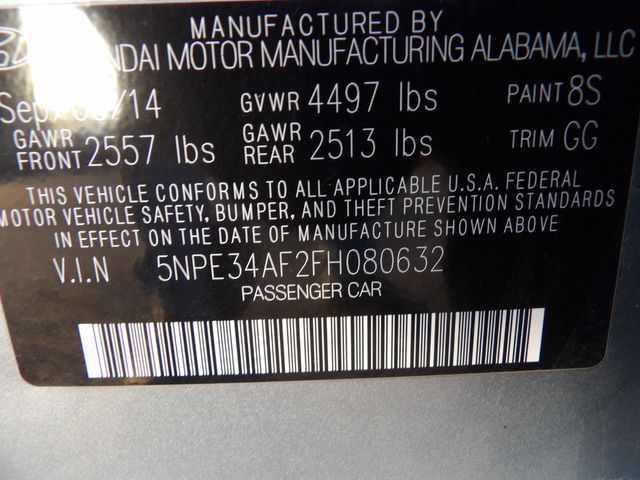 MANUFACTURED BY
HYUNDAI MOTOR MANUFACTURING ALABAMA, LLC
/14 GVWR 4497 lbs PAINT 8S
GAWR FRONT 2557 lbs GAWR REAR 2513 lbs TRIM GG
THIS VEHICLE CONFORMS TO ALL APPLICABLE U.S.A. FEDERAL
MOTOR VEHICLE SAFETY, BUMPER, AND THEFT PREVENTION STANDARDS
IN EFFECT ON THE DATE OF MANUFACTURE SHOWN ABOVE
V.I.N 5NPE34AF2FH080632
PASSENGER CAR